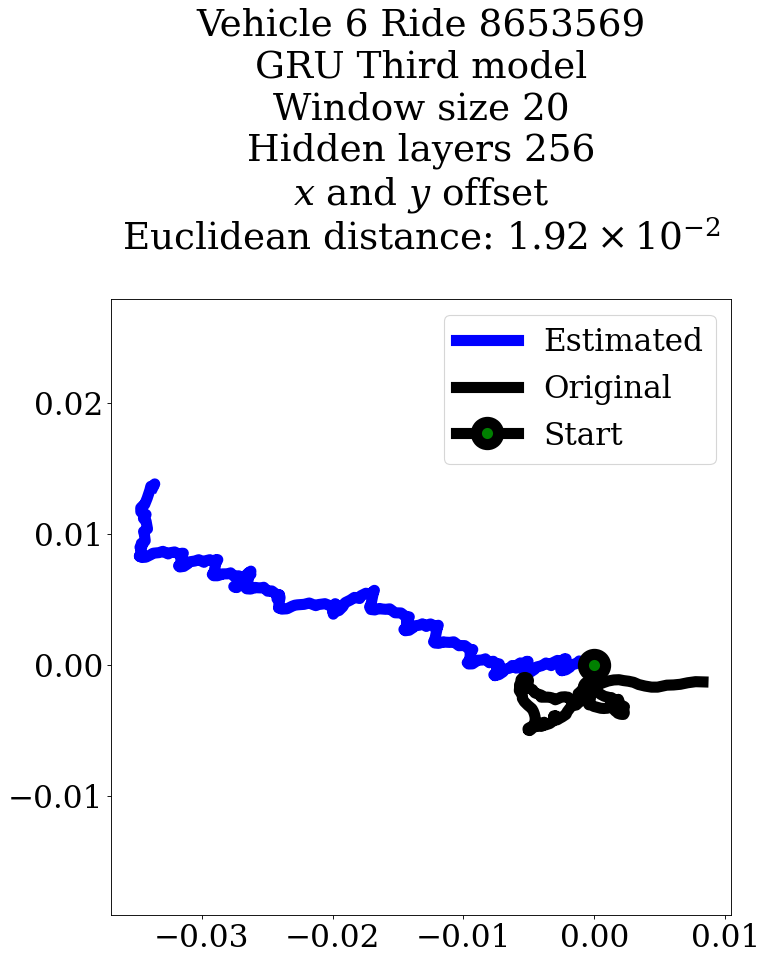 Vehicle 6 Ride 8653569
GRU Third model
Window size 20
Hidden layers 256
x and y offset
Euclidean distance: 1.92 × 10⁻²
Estimated
Original
Start
0.02
0.01
0.00
−0.01
−0.03 −0.02 −0.01 0.00 0.01